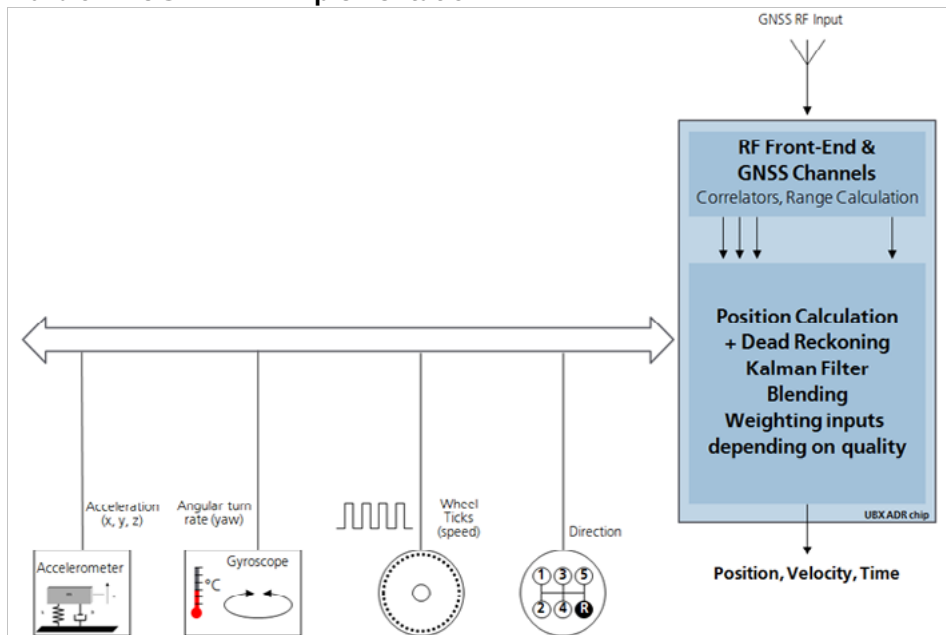 GNSS RF Input
RF Front-End &
GNSS Channels
Correlators, Range Calculation
Position Calculation
+ Dead Reckoning
Kalman Filter
Blending
Weighting inputs
depending on quality
UBX ADR chip
Position, Velocity, Time
Acceleration
(x, y, z)
Angular turn
rate (yaw)
Wheel
Ticks
(speed)
Direction
Accelerometer
Gyroscope
°C
1 3 5
2 4 R